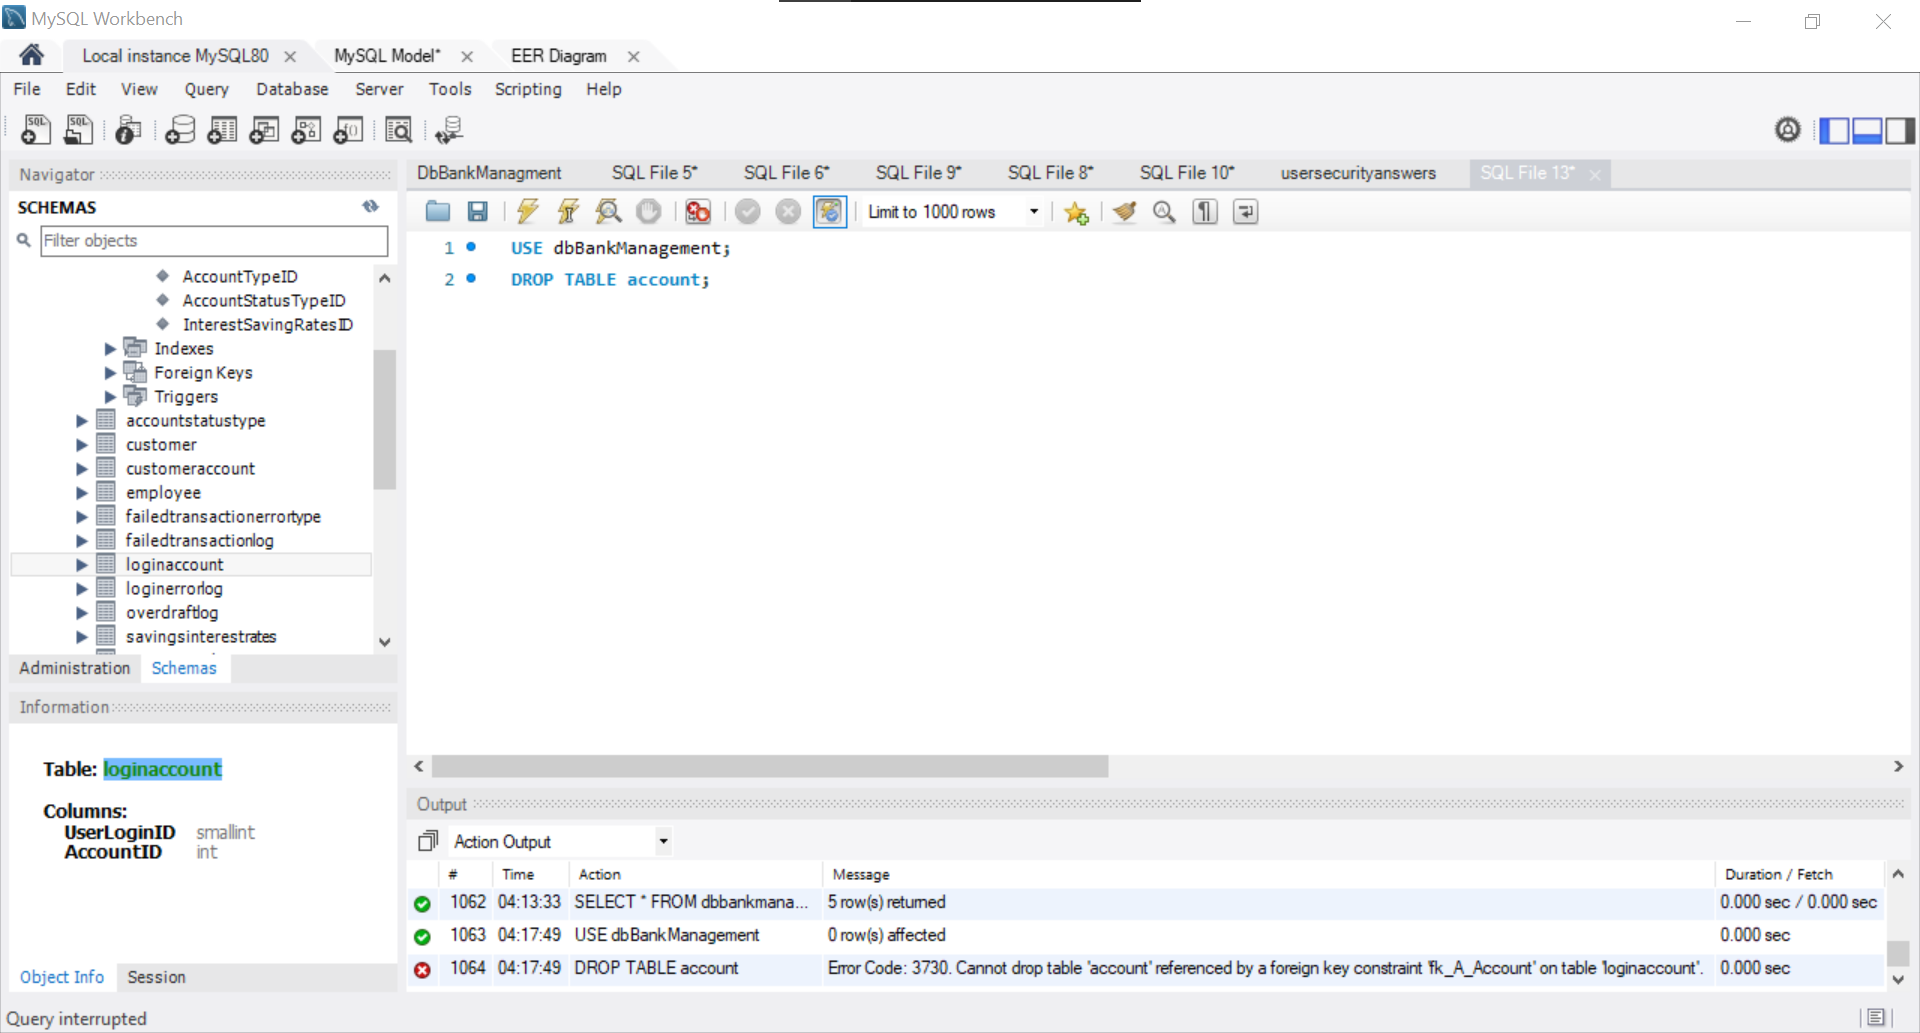 MySQL Workbench
Local instance MySQL80
MySQL Model*
EER Diagram
File Edit View Query Database Server Tools Scripting Help
Navigator
SCHEMAS
Filter objects
AccountTypeID
AccountStatusTypeID
InterestSavingRatesID
Indexes
Foreign Keys
Triggers
accountstatustype
customer
customeraccount
employee
failedtransactionerrortype
failedtransactionlog
loginaccount
loginerrorlog
overdraftlog
savingsinterestrates
Administration Schemas
Information
Table: loginaccount
Columns:
UserLoginID smallint
AccountID int
Object Info Session
Query interrupted
DbBankManagment SQL File 5* SQL File 6* SQL File 9* SQL File 8* SQL File 10* usersecurityanswers SQL File 13*
Limit to 1000 rows
1 USE dbBankManagement;
2 DROP TABLE account;
Output
Action Output
# Time Action Message Duration / Fetch
1062 04:13:33 SELECT * FROM dbbankmana... 5 row(s) returned 0.000 sec / 0.000 sec
1063 04:17:49 USE dbBankManagement 0 row(s) affected 0.000 sec
1064 04:17:49 DROP TABLE account Error Code: 3730. Cannot drop table 'account' referenced by a foreign key constraint 'fk_A_Account' on table 'loginaccount'. 0.000 sec